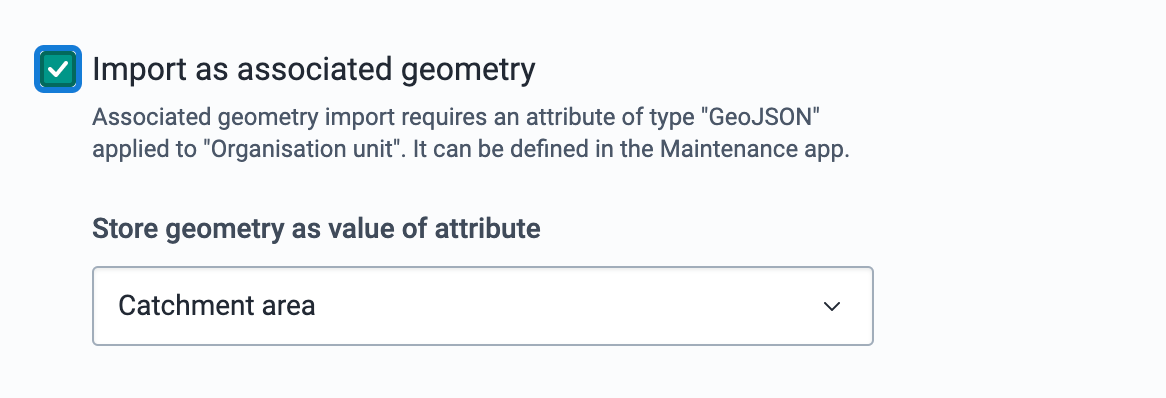 Import as associated geometry
Associated geometry import requires an attribute of type "GeoJSON"
applied to "Organisation unit". It can be defined in the Maintenance app.
Store geometry as value of attribute
Catchment area